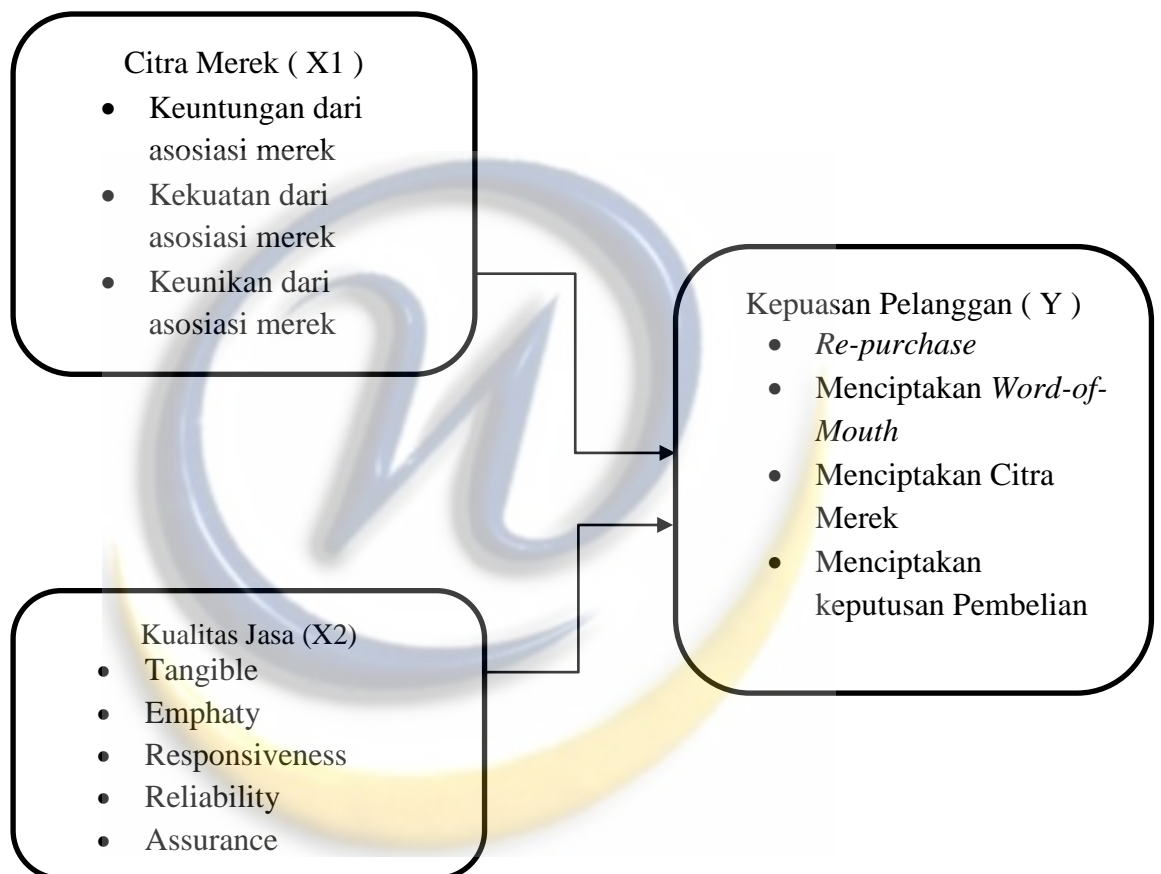 Citra Merek ( X1 )
• Keuntungan dari
asosiasi merek
• Kekuatan dari
asosiasi merek
• Keunikan dari
asosiasi merek
Kepuasan Pelanggan ( Y )
• Re-purchase
• Menciptakan Word-of-
Mouth
• Menciptakan Citra
Merek
• Menciptakan
keputusan Pembelian
Kualitas Jasa (X2)
• Tangible
• Emphaty
• Responsiveness
• Reliability
• Assurance